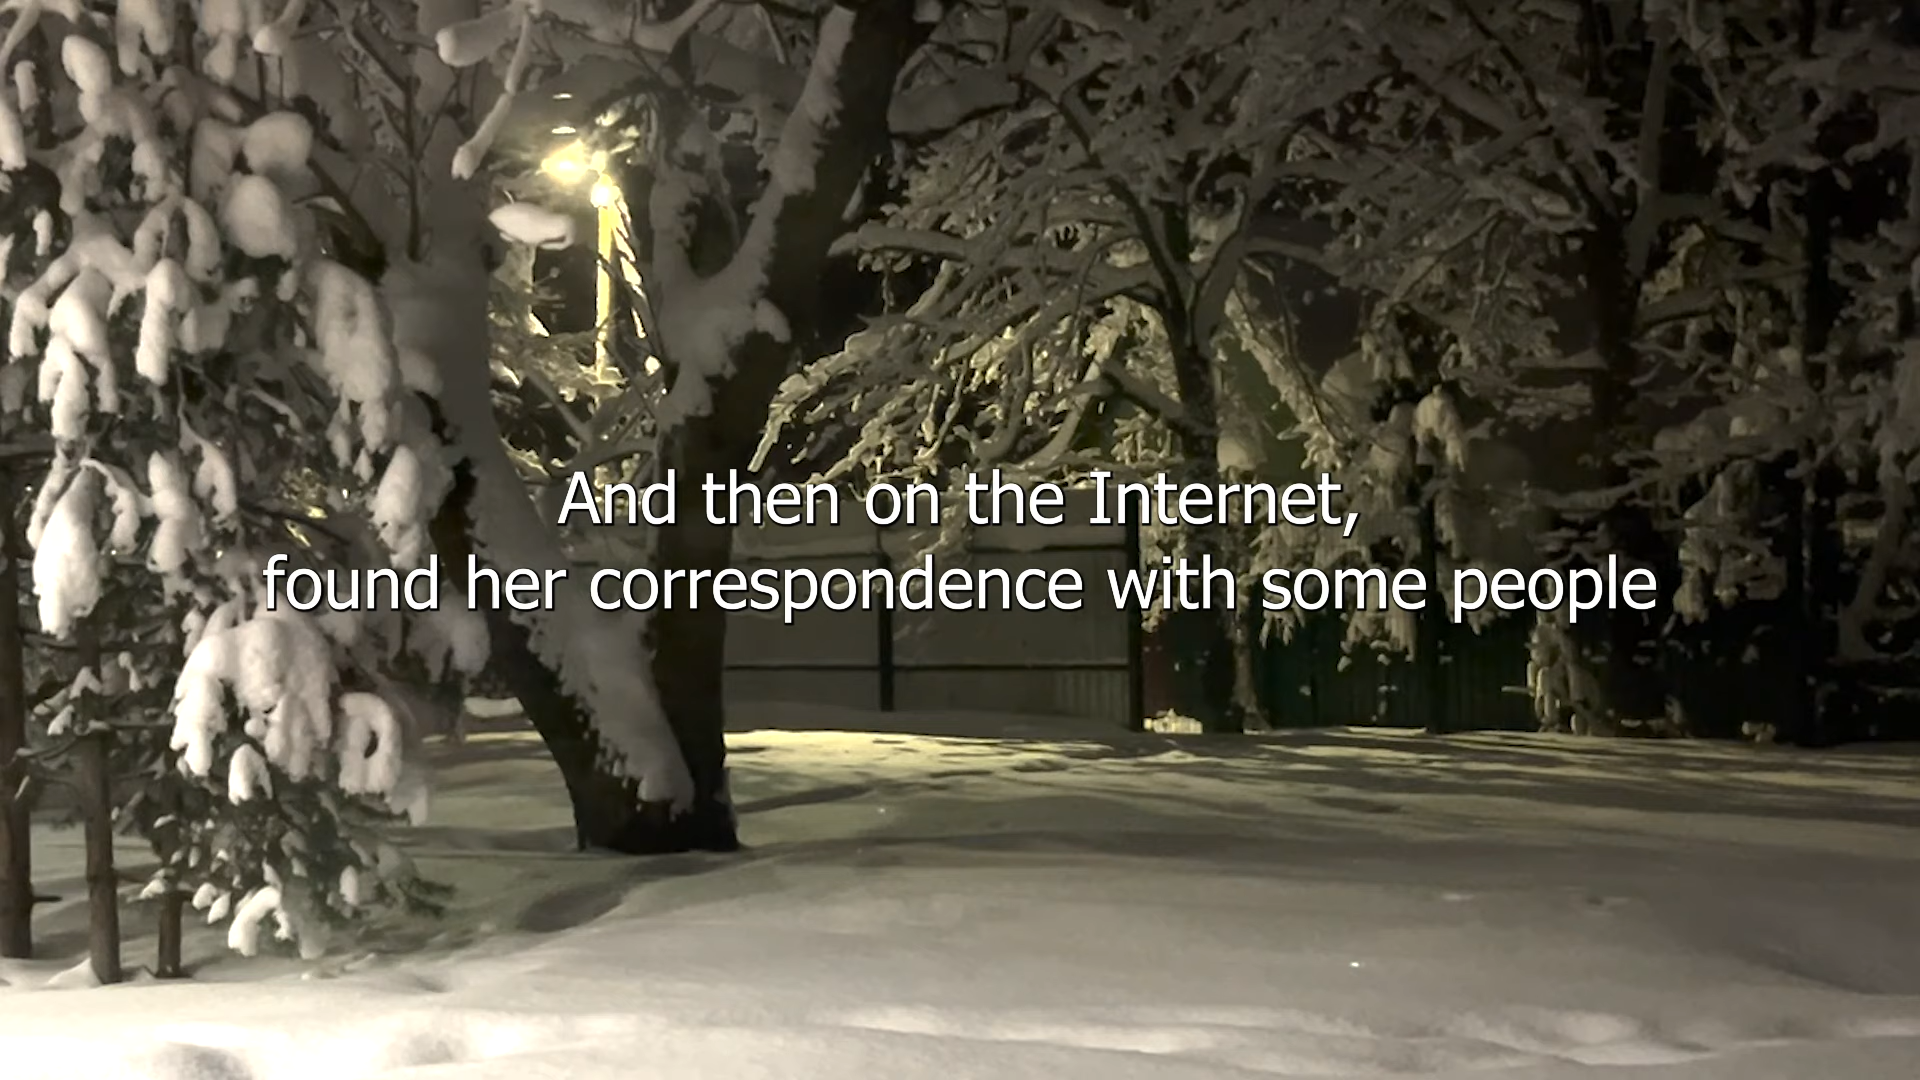 And then on the Internet,
found her correspondence with some people